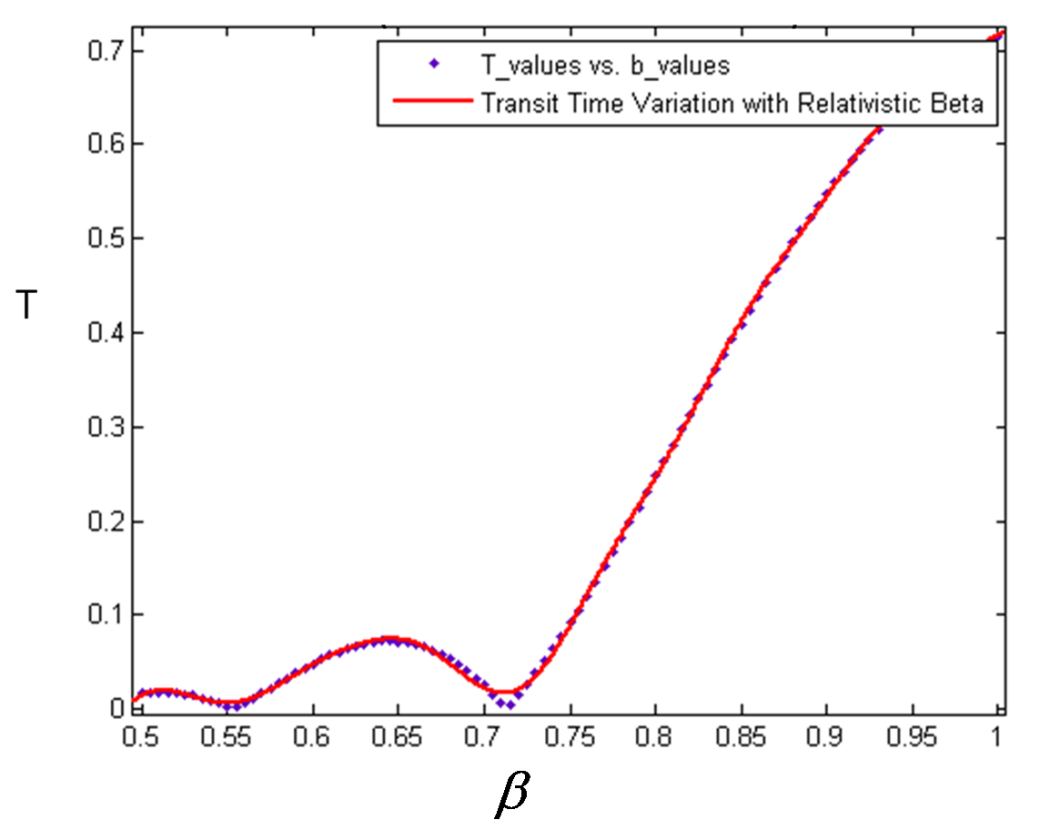 0.7
T_values vs. b_values
Transit Time Variation with Relativistic Beta
0.6
0.5
T
0.4
0.3
0.2
0.1
0
0.5 0.55 0.6 0.65 0.7 0.75 0.8 0.85 0.9 0.95 1
β